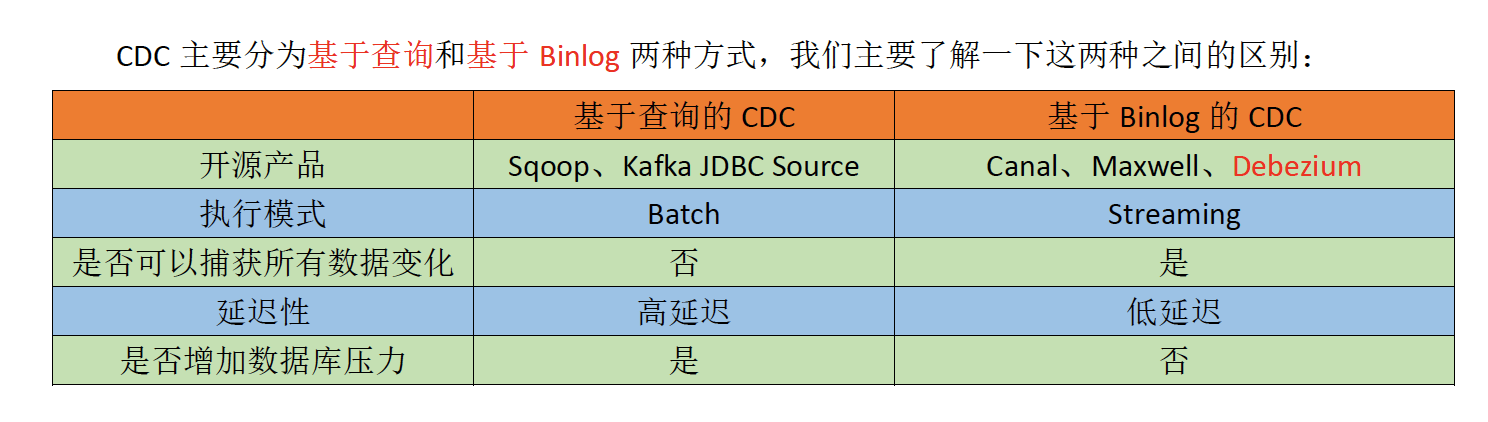 CDC 主要分为基于查询和基于 Binlog 两种方式，我们主要了解一下这两种之间的区别：
基于查询的 CDC 基于 Binlog 的 CDC
开源产品 Sqoop、Kafka JDBC Source Canal、Maxwell、Debezium
执行模式 Batch Streaming
是否可以捕获所有数据变化 否 是
延迟性 高延迟 低延迟
是否增加数据库压力 是 否